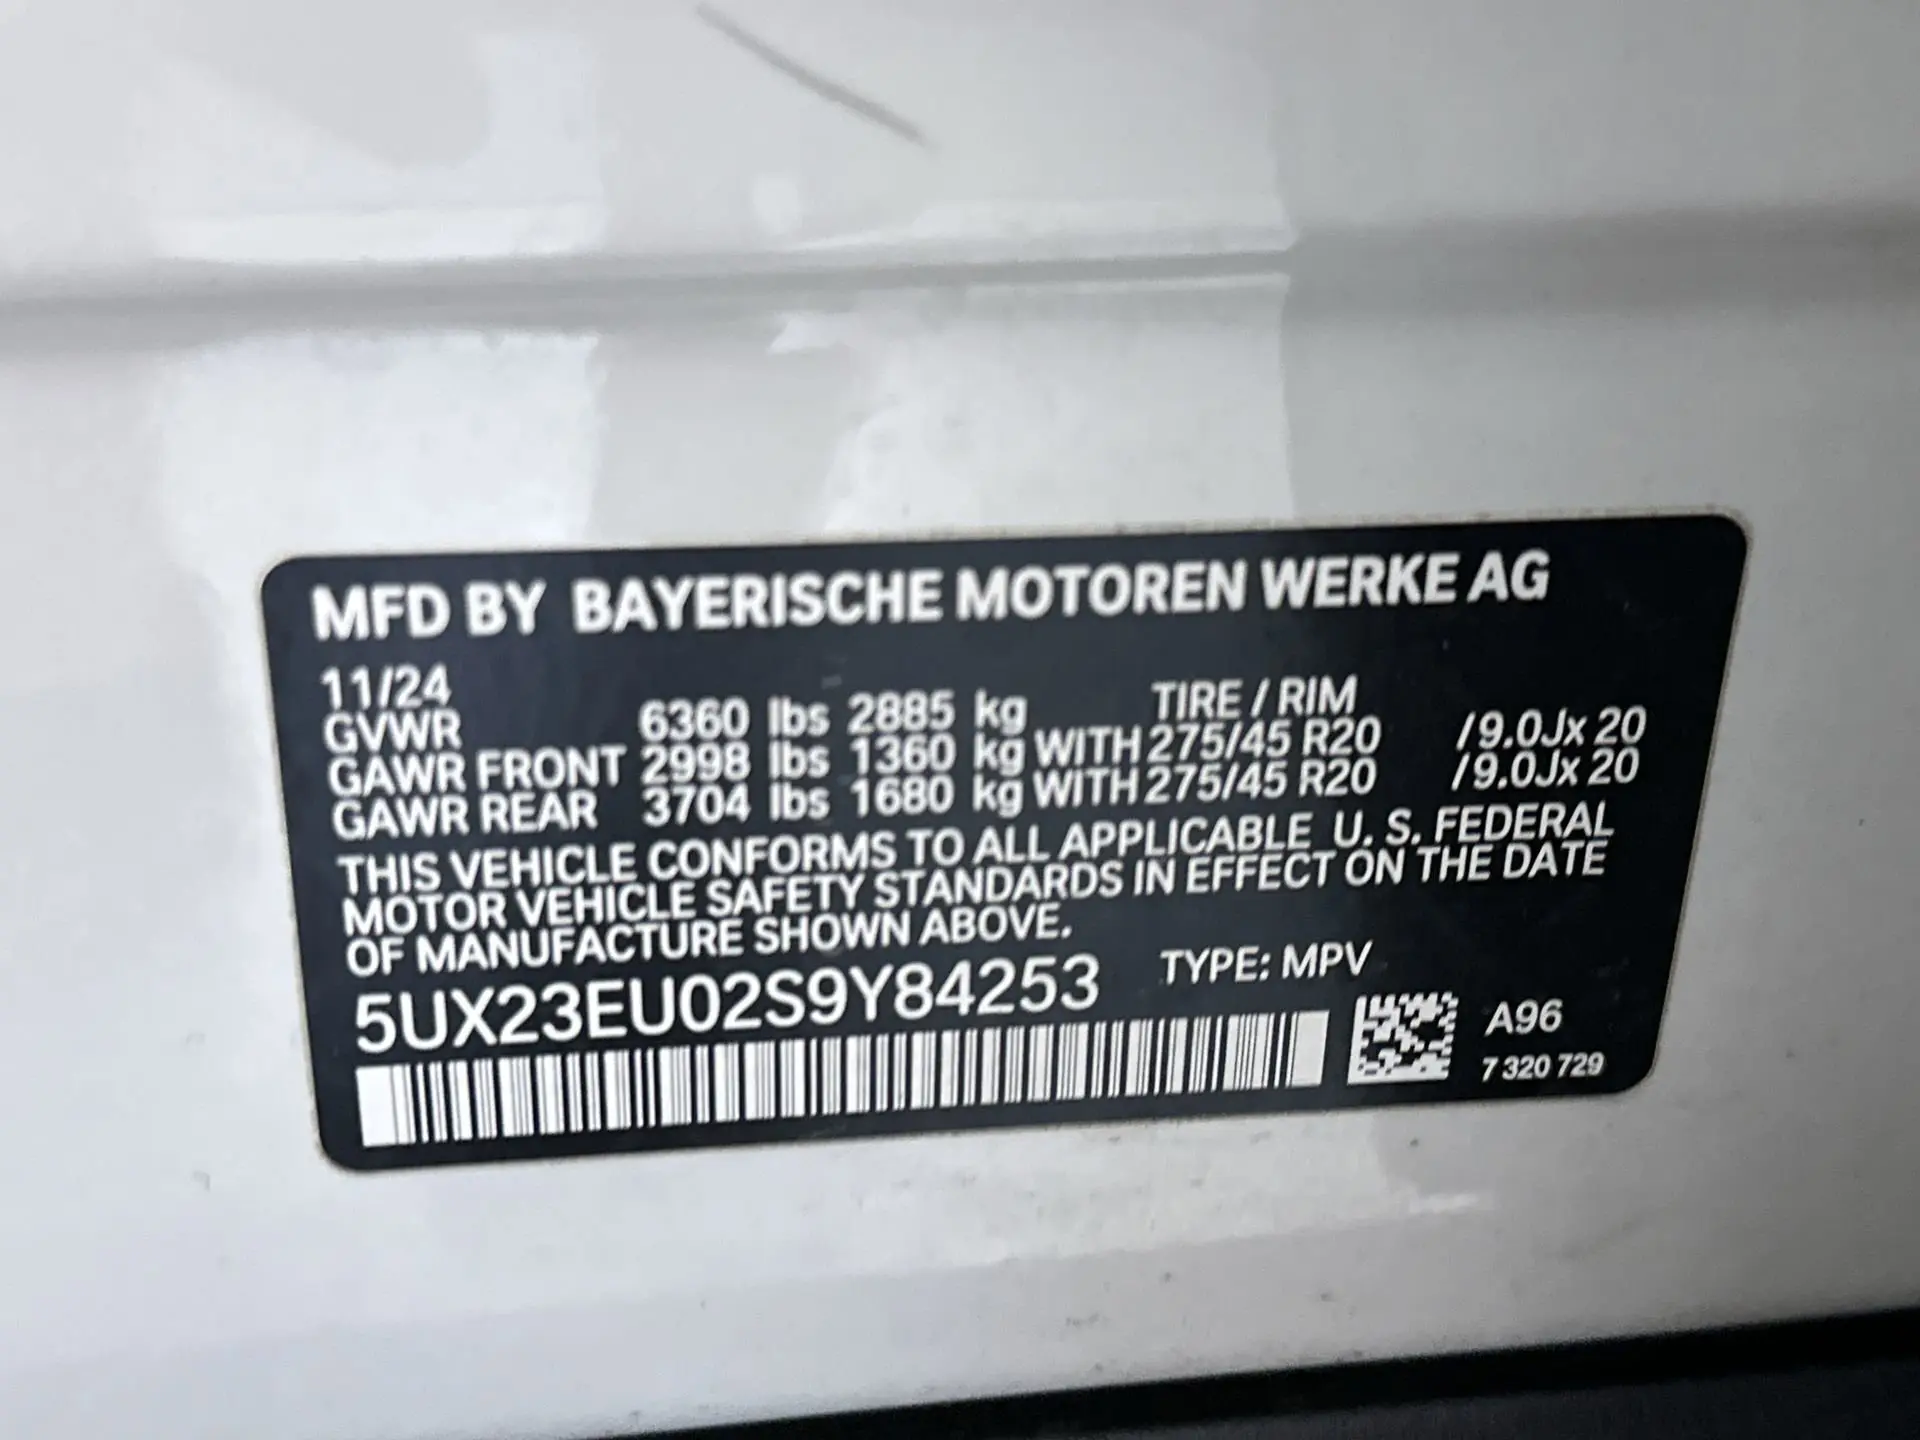 MFD BY BAYERISCHE MOTOREN WERKE AG
11/24
TIRE / RIM
GVWR 6360 lbs 2885 kg
GAWR FRONT 2998 lbs 1360 kg WITH 275/45 R20 /9.0Jx 20
GAWR REAR 3704 lbs 1680 kg WITH 275/45 R20 /9.0Jx 20
THIS VEHICLE CONFORMS TO ALL APPLICABLE U. S. FEDERAL
MOTOR VEHICLE SAFETY STANDARDS IN EFFECT ON THE DATE
OF MANUFACTURE SHOWN ABOVE.
5UX23EU02S9Y84253 TYPE: MPV
A96
7 320 729